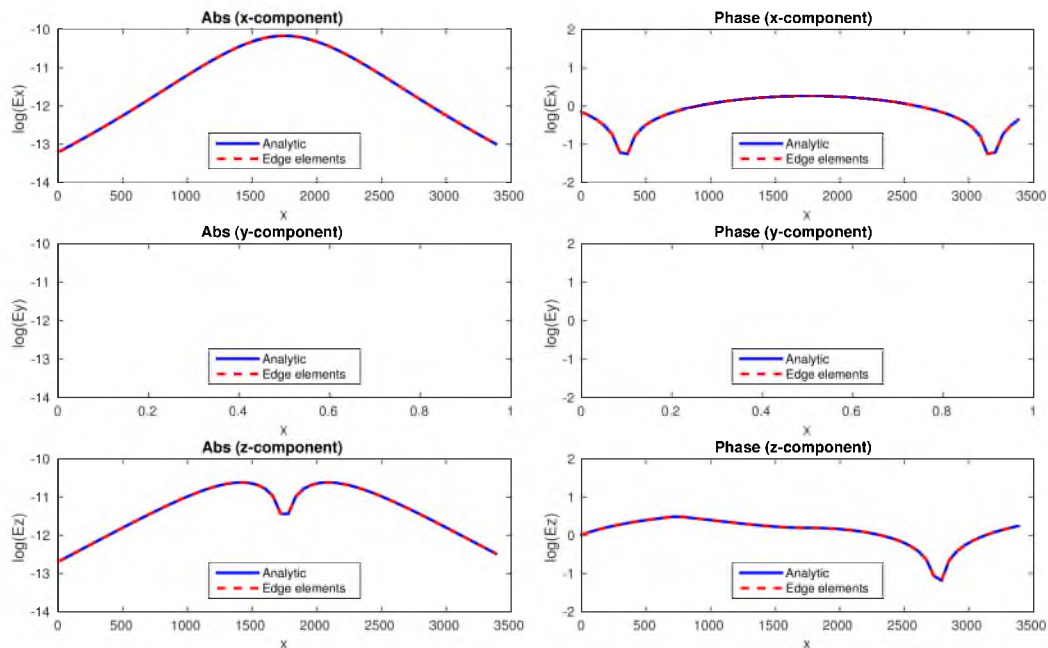 Abs (x-component)
-10
-11
-12
-13
-14
log(Ex)
Analytic
Edge elements
0 500 1000 1500 2000 2500 3000 3500
x
Phase (x-component)
2
1
0
-1
-2
log(Ex)
Analytic
Edge elements
0 500 1000 1500 2000 2500 3000 3500
x
Abs (y-component)
-10
-11
-12
-13
-14
log(Ey)
Analytic
Edge elements
0 0.2 0.4 0.6 0.8 1
x
Phase (y-component)
2
1
0
-1
-2
log(Ey)
Analytic
Edge elements
0 0.2 0.4 0.6 0.8 1
x
Abs (z-component)
-10
-11
-12
-13
-14
log(Ez)
Analytic
Edge elements
0 500 1000 1500 2000 2500 3000 3500
x
Phase (z-component)
2
1
0
-1
-2
log(Ez)
Analytic
Edge elements
0 500 1000 1500 2000 2500 3000 3500
x